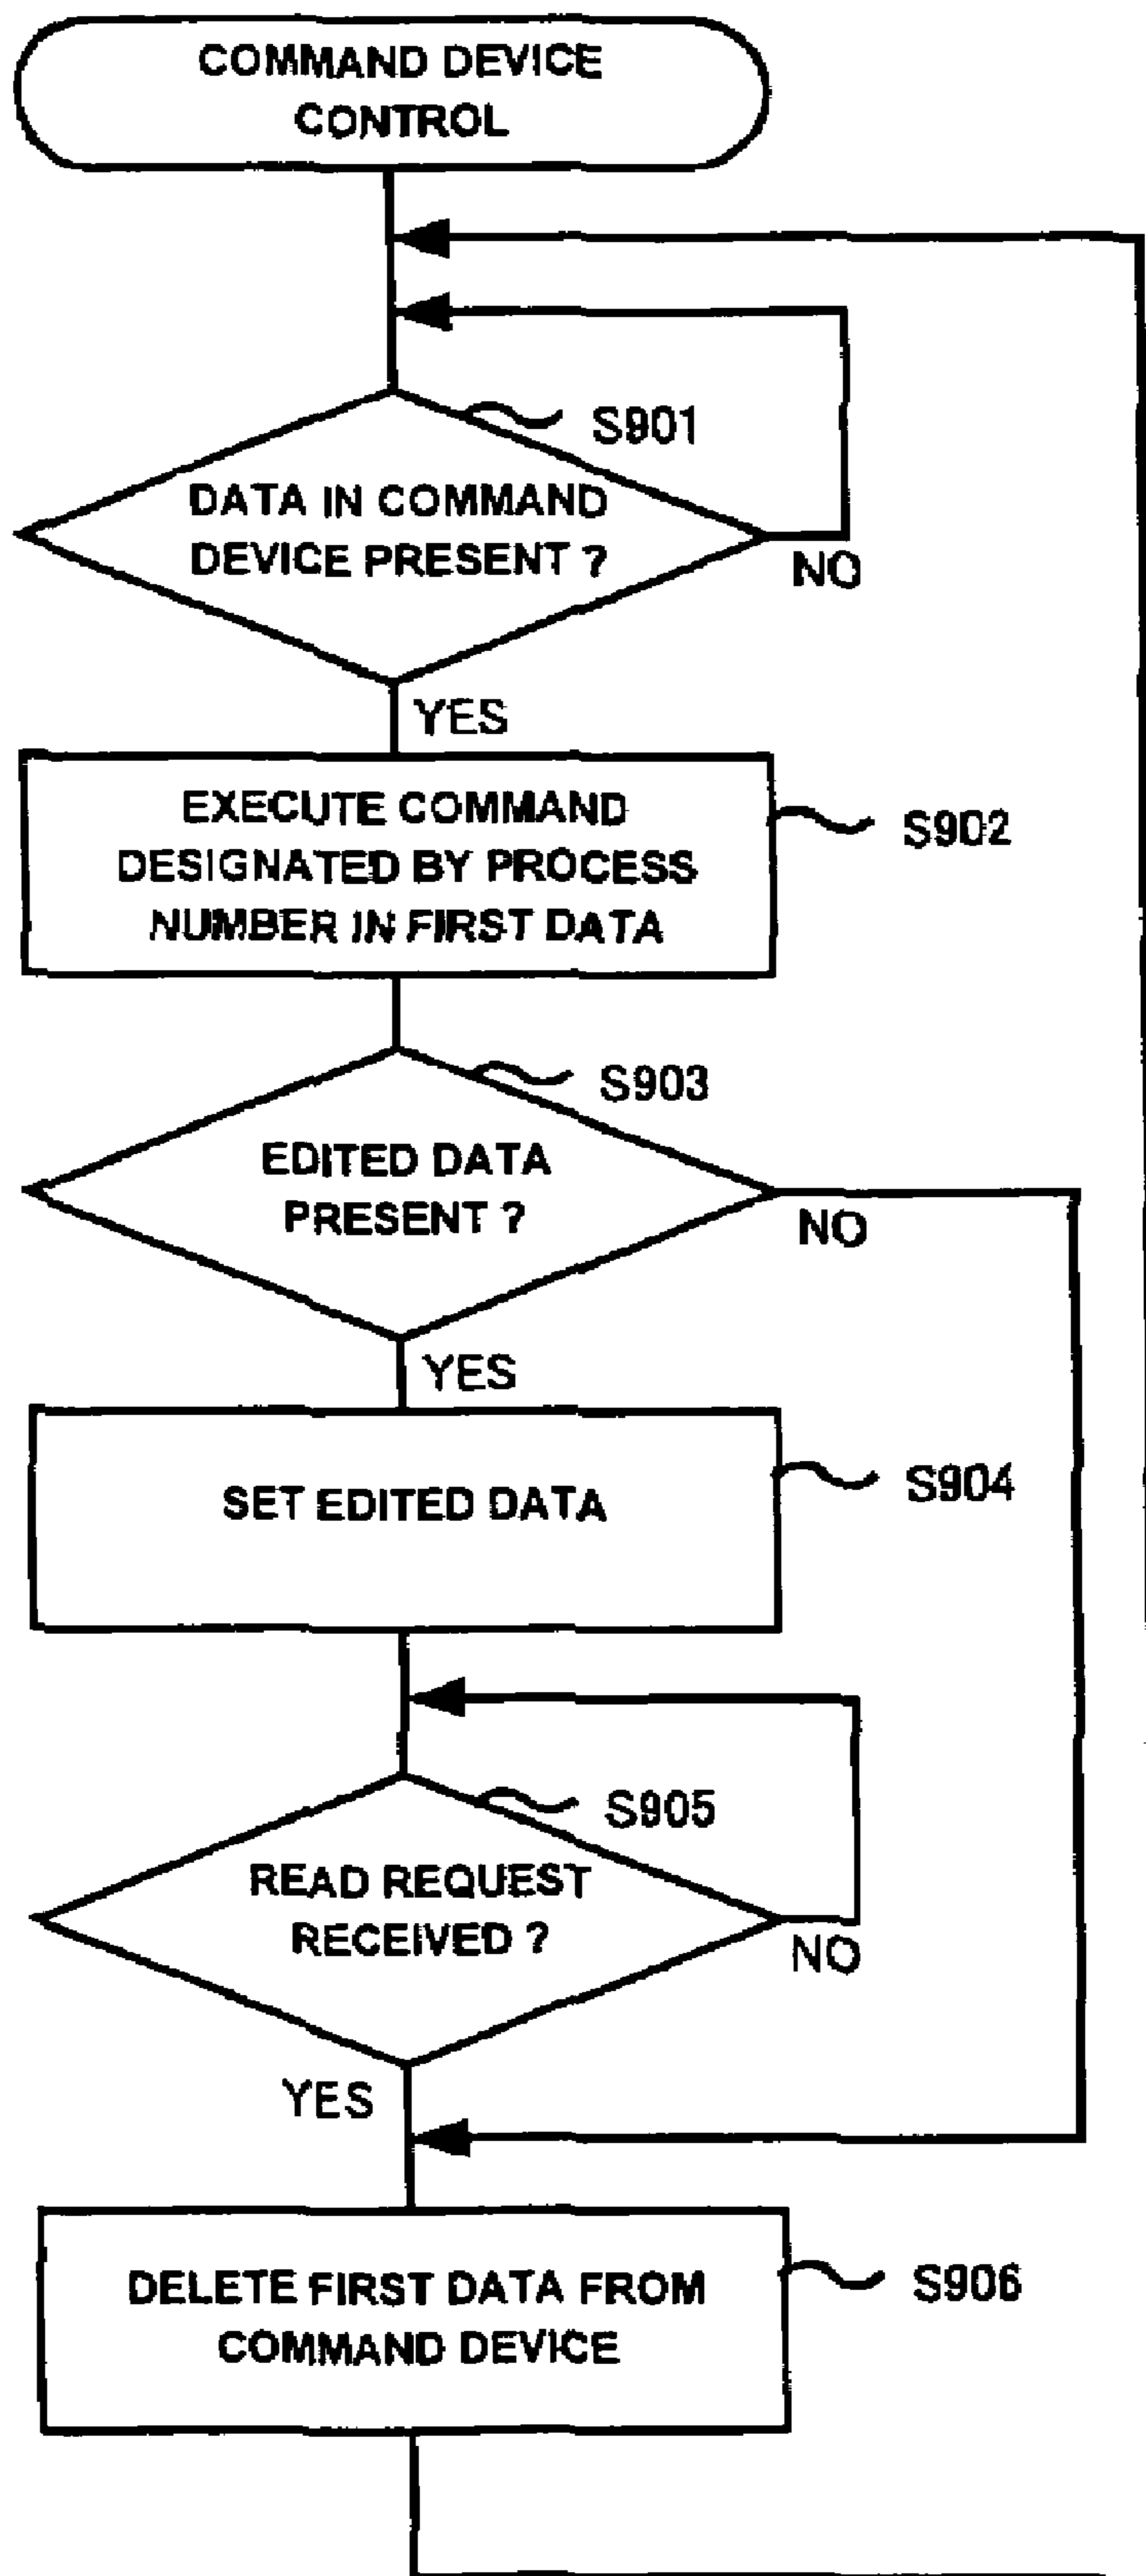 COMMAND DEVICE
CONTROL
S901
DATA IN COMMAND
DEVICE PRESENT ?
NO
YES
EXECUTE COMMAND
DESIGNATED BY PROCESS
NUMBER IN FIRST DATA
S902
S903
EDITED DATA
PRESENT ?
NO
YES
SET EDITED DATA
S904
S905
READ REQUEST
RECEIVED ?
NO
YES
DELETE FIRST DATA FROM
COMMAND DEVICE
S906